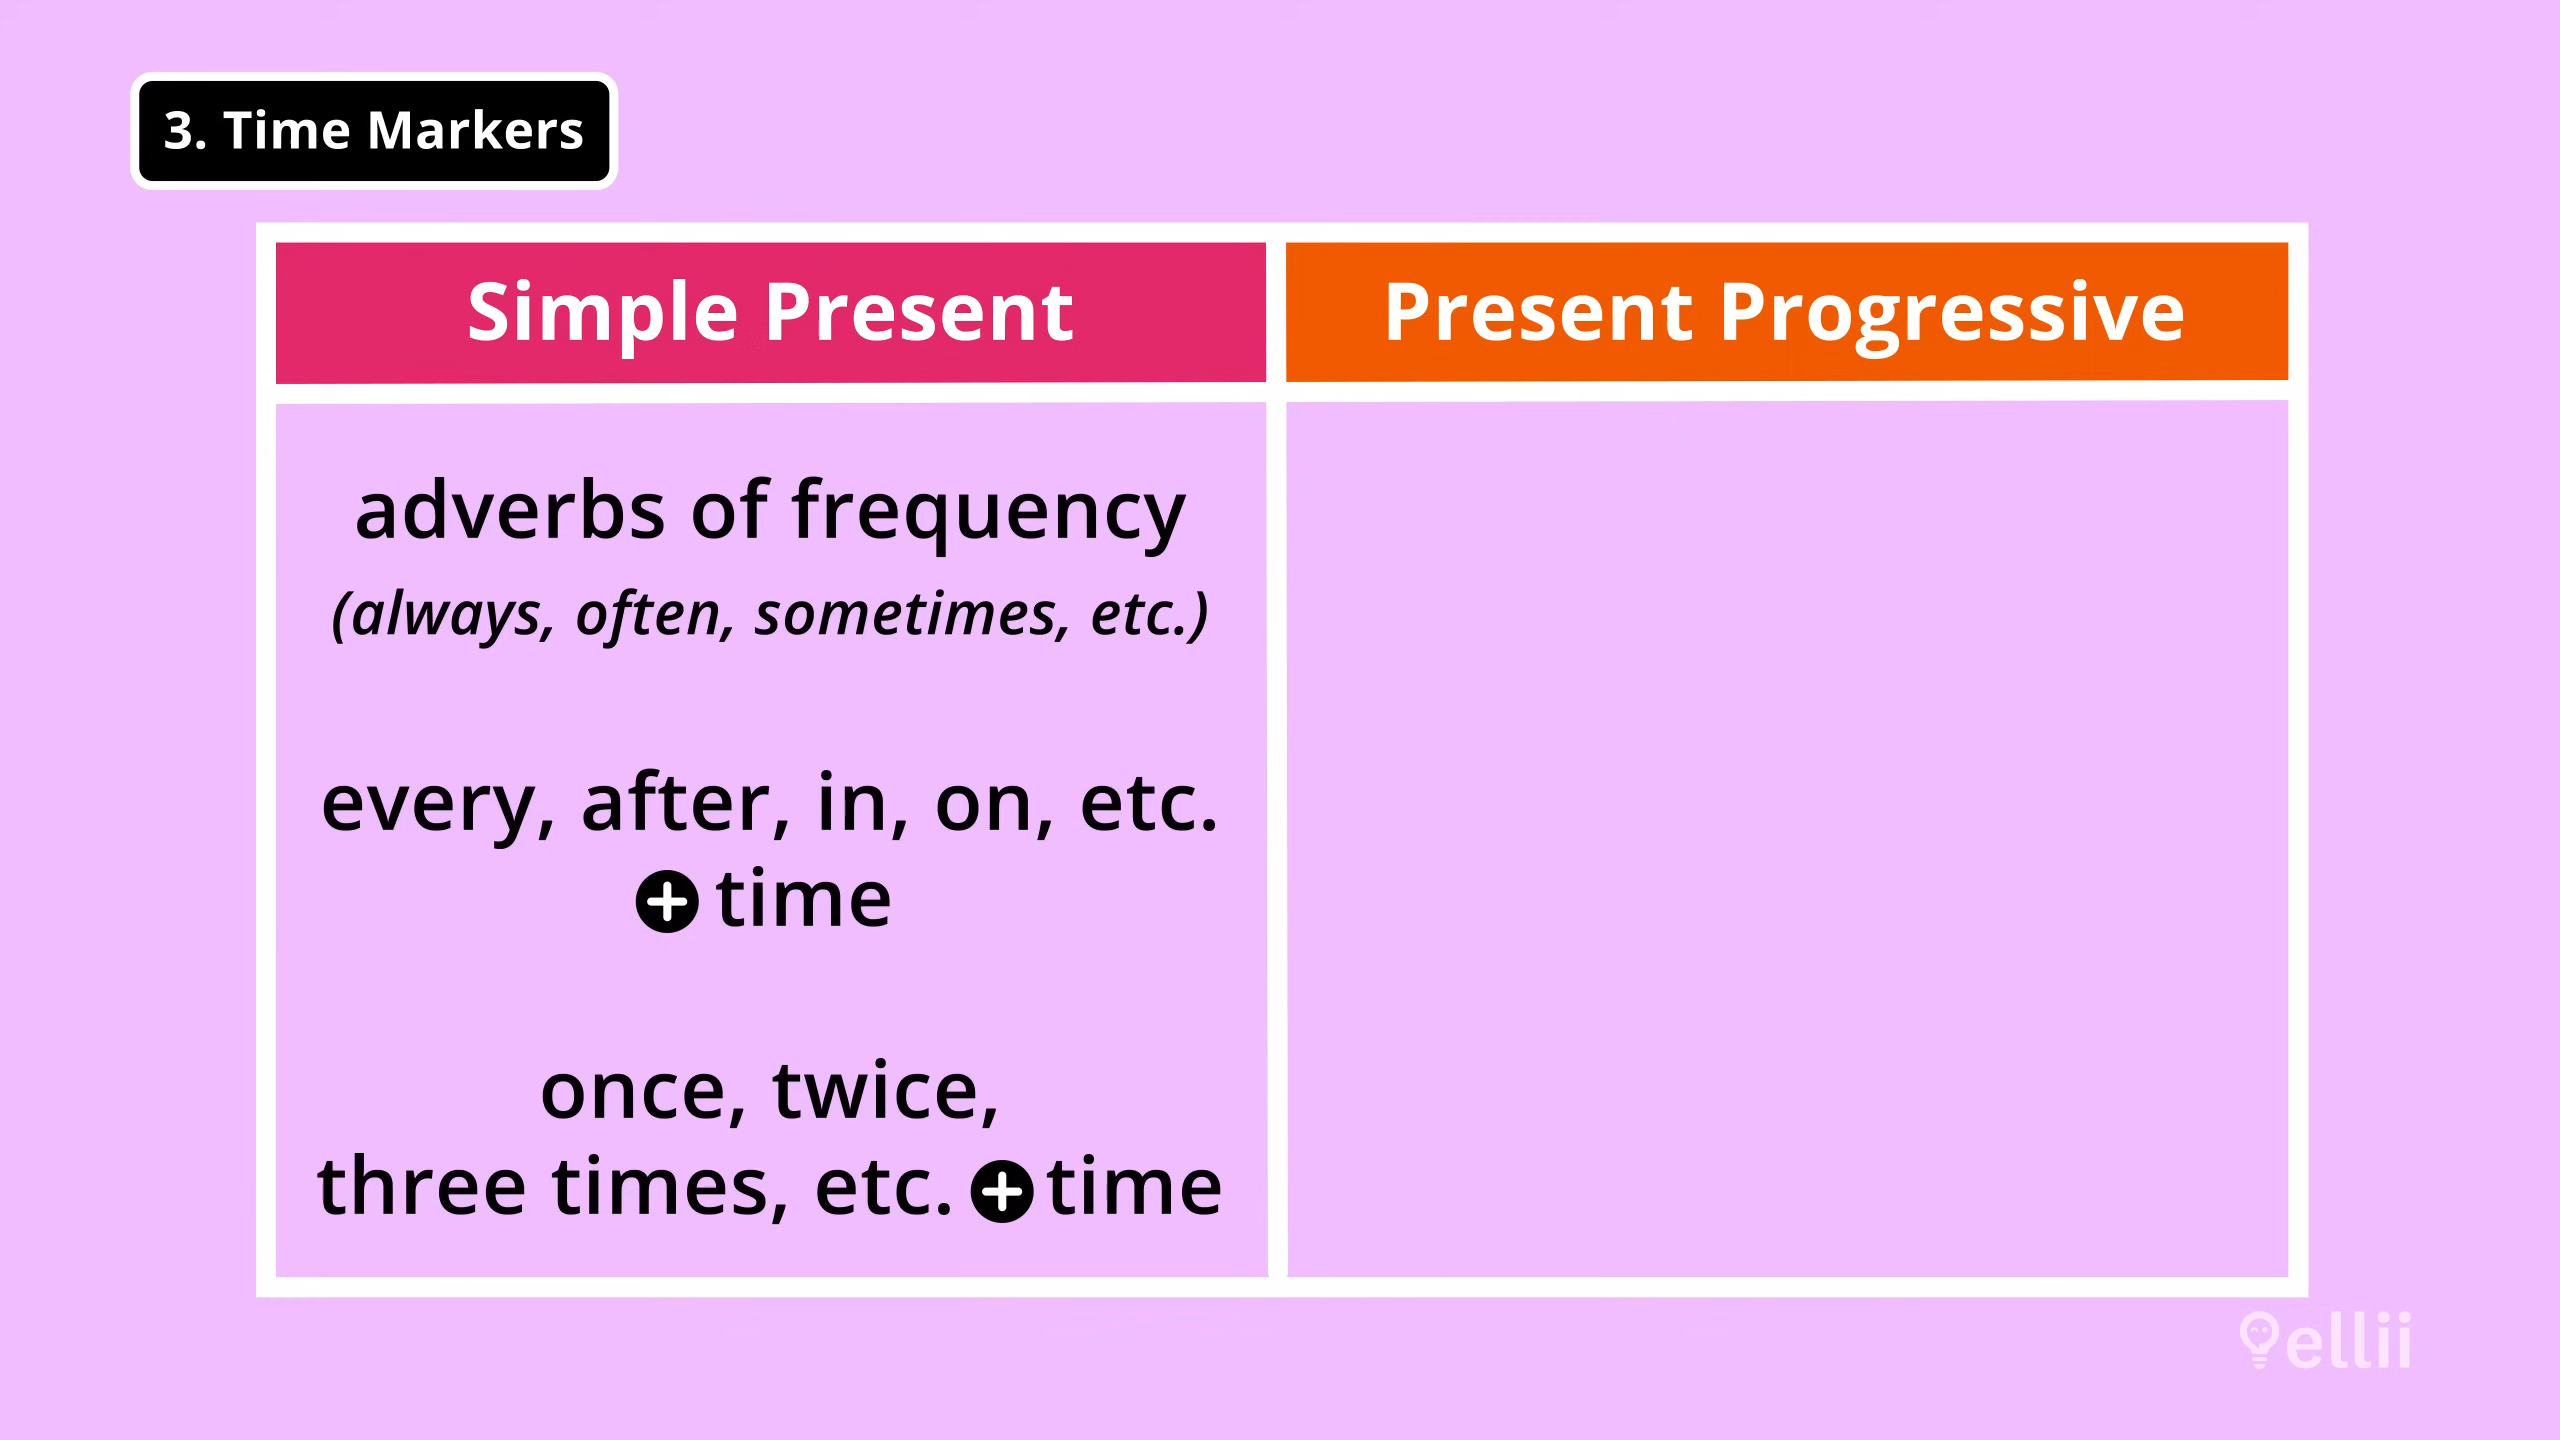 3. Time Markers
Simple Present
Present Progressive
adverbs of frequency
(always, often, sometimes, etc.)
every, after, in, on, etc.
+ time
once, twice,
three times, etc. + time
ellii